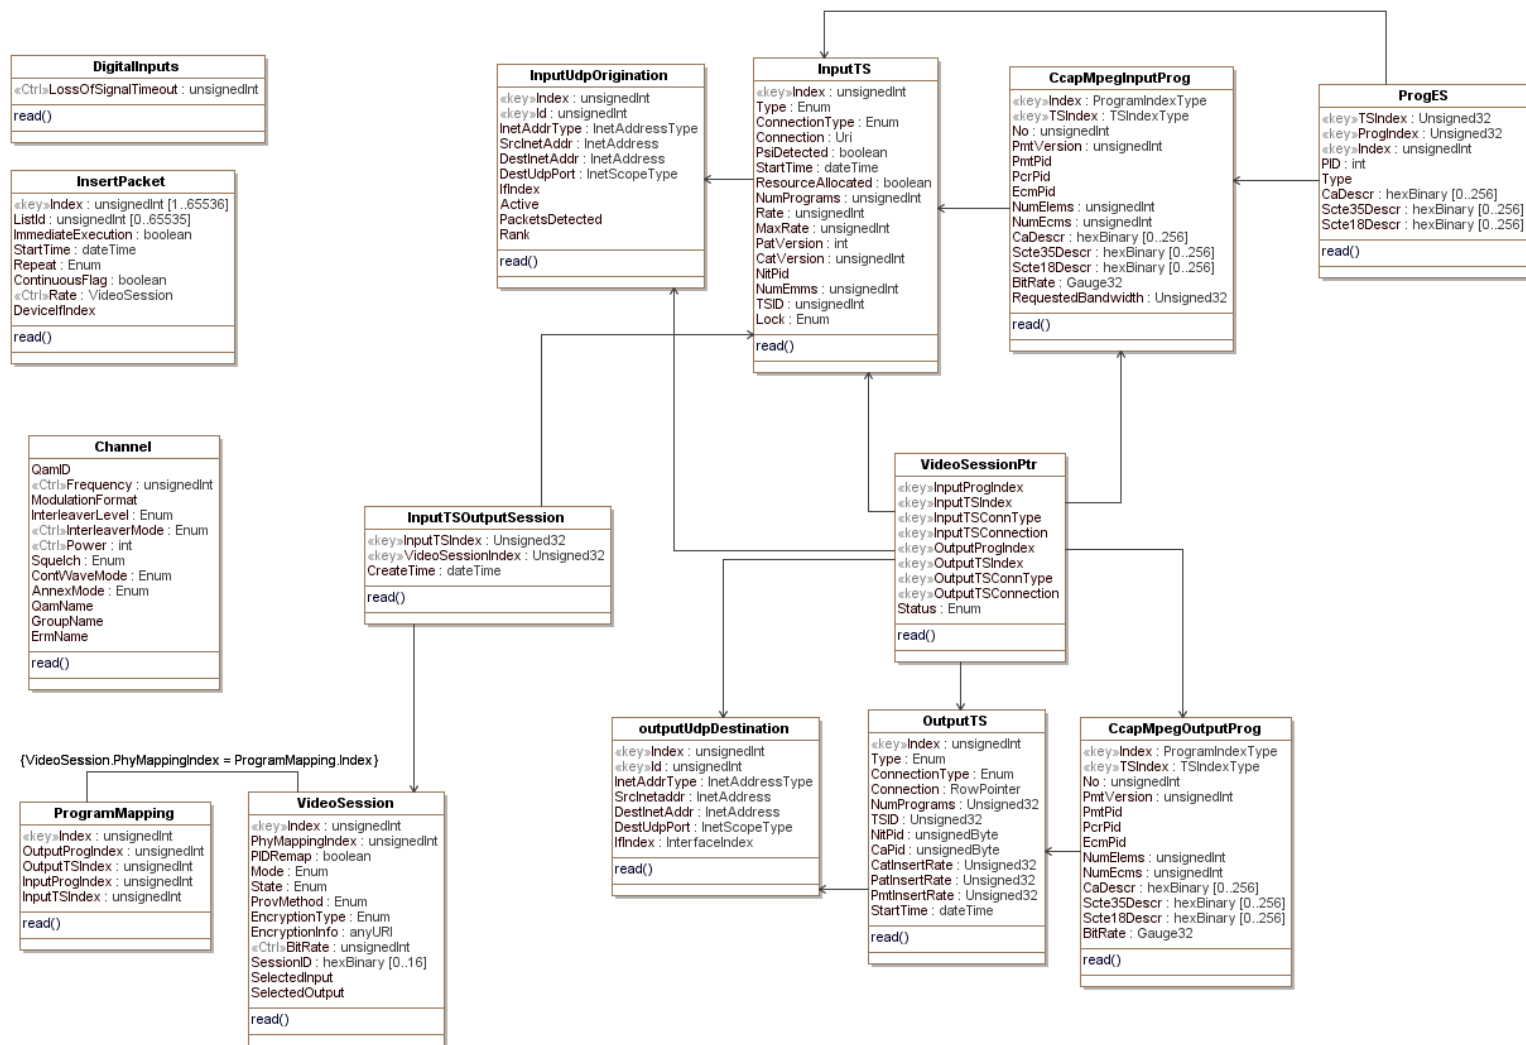 DigitalInputs
«Ctrl»LossOfSignalTimeout : unsignedInt
read()
InsertPacket
«key»Index : unsignedInt [1..65536]
ListId : unsignedInt [0..65535]
ImmediateExecution : boolean
StartTime : dateTime
Repeat : Enum
ContinuousFlag : boolean
«Ctrl»Rate : VideoSession
DeviceIfIndex
read()
InputUdpOrigination
«key»Index : unsignedInt
«key»Id : unsignedInt
InetAddrType : InetAddressType
SrcInetAddr : InetAddress
DestInetAddr : InetAddress
DestUdpPort : InetScopeType
IfIndex
Active
PacketsDetected
Rank
read()
InputTS
«key»Index : unsignedInt
Type : Enum
ConnectionType : Enum
Connection : Uri
PsiDetected : boolean
StartTime : dateTime
ResourceAllocated : boolean
NumPrograms : unsignedInt
Rate : unsignedInt
MaxRate : unsignedInt
PatVersion : int
CatVersion : unsignedInt
NitPid
NumEmms : unsignedInt
TSID : unsignedInt
Lock : Enum
read()
CcapMpegInputProg
«key»Index : ProgramIndexType
«key»TSIndex : TSIndexType
No : unsignedInt
PmtVersion : unsignedInt
PmtPid
PcrPid
EcmPid
NumElems : unsignedInt
NumEcms : unsignedInt
CaDescr : hexBinary [0..256]
Scte35Descr : hexBinary [0..256]
Scte18Descr : hexBinary [0..256]
BitRate : Gauge32
RequestedBandwidth : Unsigned32
read()
ProgES
«key»TSIndex : Unsigned32
«key»ProgIndex : Unsigned32
«key»Index : unsignedInt
PID : int
Type
CaDescr : hexBinary [0..256]
Scte35Descr : hexBinary [0..256]
Scte18Descr : hexBinary [0..256]
read()
Channel
QamID
«Ctrl»Frequency : unsignedInt
ModulationFormat
InterleaverLevel : Enum
«Ctrl»InterleaverMode : Enum
«Ctrl»Power : int
Squelch : Enum
ContWaveMode : Enum
AnnexMode : Enum
QamName
GroupName
ErmName
read()
InputTSOutputSession
«key»InputTSIndex : Unsigned32
«key»VideoSessionIndex : Unsigned32
CreateTime : dateTime
read()
VideoSessionPtr
«key»InputProgIndex
«key»InputTSIndex
«key»InputTSConnType
«key»InputTSConnection
«key»OutputProgIndex
«key»OutputTSIndex
«key»OutputTSConnType
«key»OutputTSConnection
Status : Enum
read()
{VideoSession.PhyMappingIndex = ProgramMapping.Index}
ProgramMapping
«key»Index : unsignedInt
OutputProgIndex : unsignedInt
OutputTSIndex : unsignedInt
InputProgIndex : unsignedInt
InputTSIndex : unsignedInt
read()
VideoSession
«key»Index : unsignedInt
PhyMappingIndex : unsignedInt
PIDRemap : boolean
Mode : Enum
State : Enum
ProvMethod : Enum
EncryptionType : Enum
EncryptionInfo : anyURI
«Ctrl»BitRate : unsignedInt
SessionID : hexBinary [0..16]
SelectedInput
SelectedOutput
read()
outputUdpDestination
«key»Index : unsignedInt
«key»Id : unsignedInt
InetAddrType : InetAddressType
SrcInetaddr : InetAddress
DestInetAddr : InetAddress
DestUdpPort : InetScopeType
IfIndex : InterfaceIndex
read()
OutputTS
«key»Index : unsignedInt
Type : Enum
ConnectionType : Enum
Connection : RowPointer
NumPrograms : Unsigned32
TSID : Unsigned32
NitPid : unsignedByte
CaPid : unsignedByte
CatInsertRate : Unsigned32
PatInsertRate : Unsigned32
PmtInsertRate : Unsigned32
StartTime : dateTime
read()
CcapMpegOutputProg
«key»Index : ProgramIndexType
«key»TSIndex : TSIndexType
No : unsignedInt
PmtVersion : unsignedInt
PmtPid
PcrPid
EcmPid
NumElems : unsignedInt
NumEcms : unsignedInt
CaDescr : hexBinary [0..256]
Scte35Descr : hexBinary [0..256]
Scte18Descr : hexBinary [0..256]
BitRate : Gauge32
read()